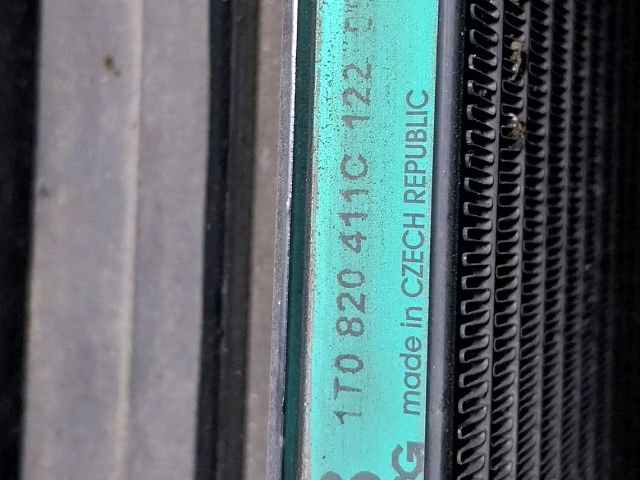 1T0 820 411C 122
made in CZECH REPUBLIC
G